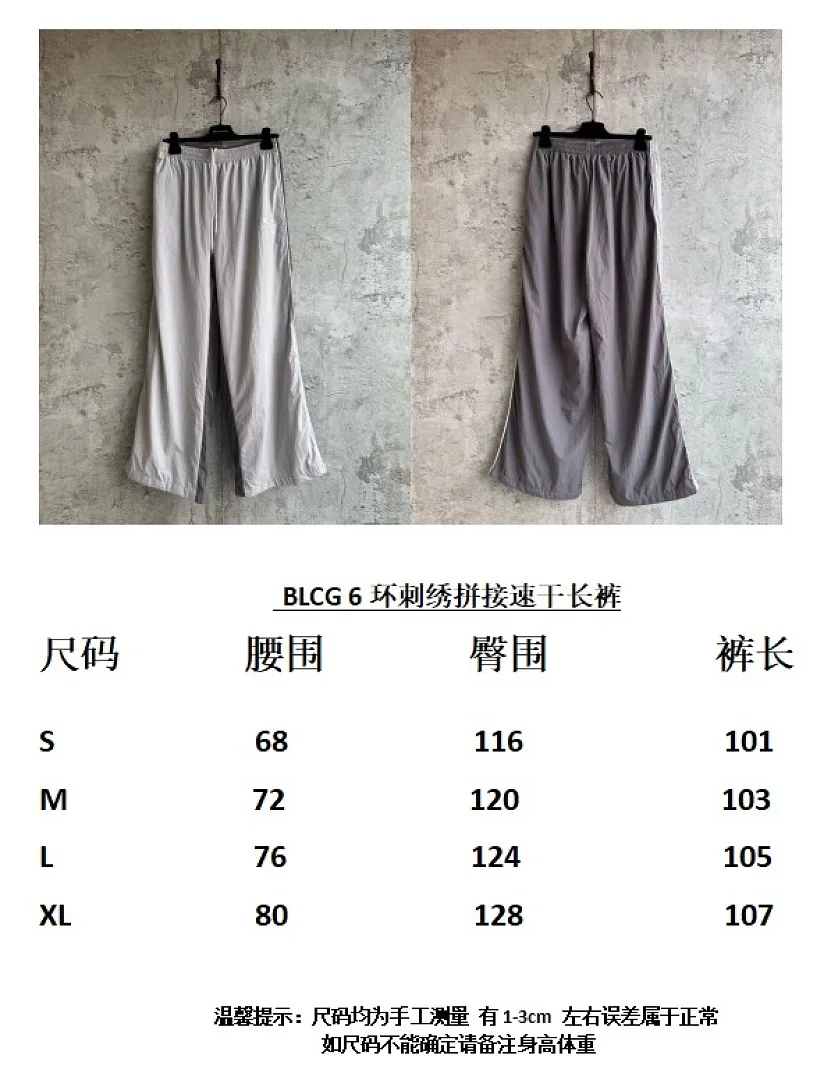 BLCG 6 环刺绣拼接速干长裤
尺码 腰围 臀围 裤长
S 68 116 101
M 72 120 103
L 76 124 105
XL 80 128 107
温馨提示：尺码均为手工测量 有1-3cm 左右误差属于正常
如尺码不能确定请备注身高体重